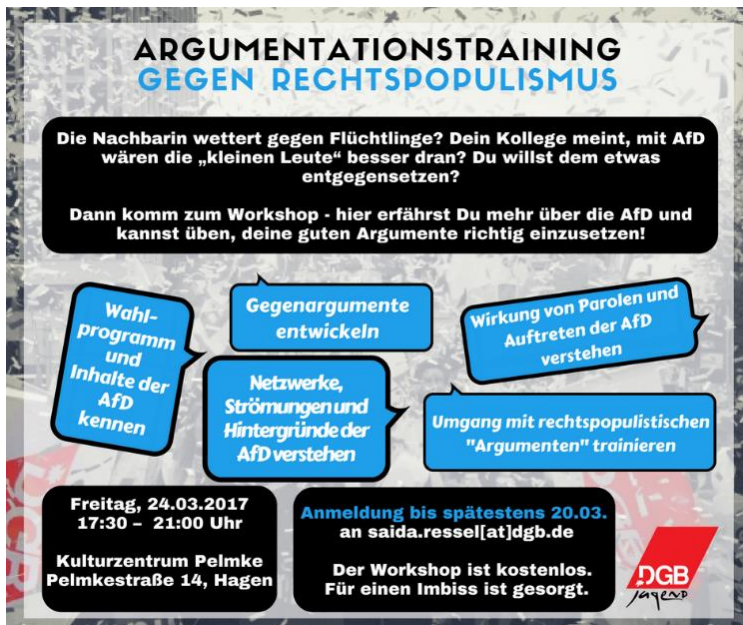 ARGUMENTATIONSTRAINING
GEGEN RECHTSPOPULISMUS
Die Nachbarin wettert gegen Flüchtlinge? Dein Kollege meint, mit AfD
wären die „kleinen Leute“ besser dran? Du willst dem etwas
entgegensetzen?
Dann komm zum Workshop - hier erfährst Du mehr über die AfD und
kannst üben, deine guten Argumente richtig einzusetzen!
Wahl-
programm
und
Inhalte der
AfD
kennen
Gegenargumente
entwickeln
Wirkung von Parolen und
Auftreten der AfD
verstehen
Netzwerke,
Strömungen und
Hintergründe der
AfD verstehen
Umgang mit rechtspopulistischen
"Argumenten" trainieren
Freitag, 24.03.2017
17:30 – 21:00 Uhr
Kulturzentrum Pelmke
Pelmkestraße 14, Hagen
Anmeldung bis spätestens 20.03.
an saida.ressel[at]dgb.de
Der Workshop ist kostenlos.
Für einen Imbiss ist gesorgt.
DGB
Jugend